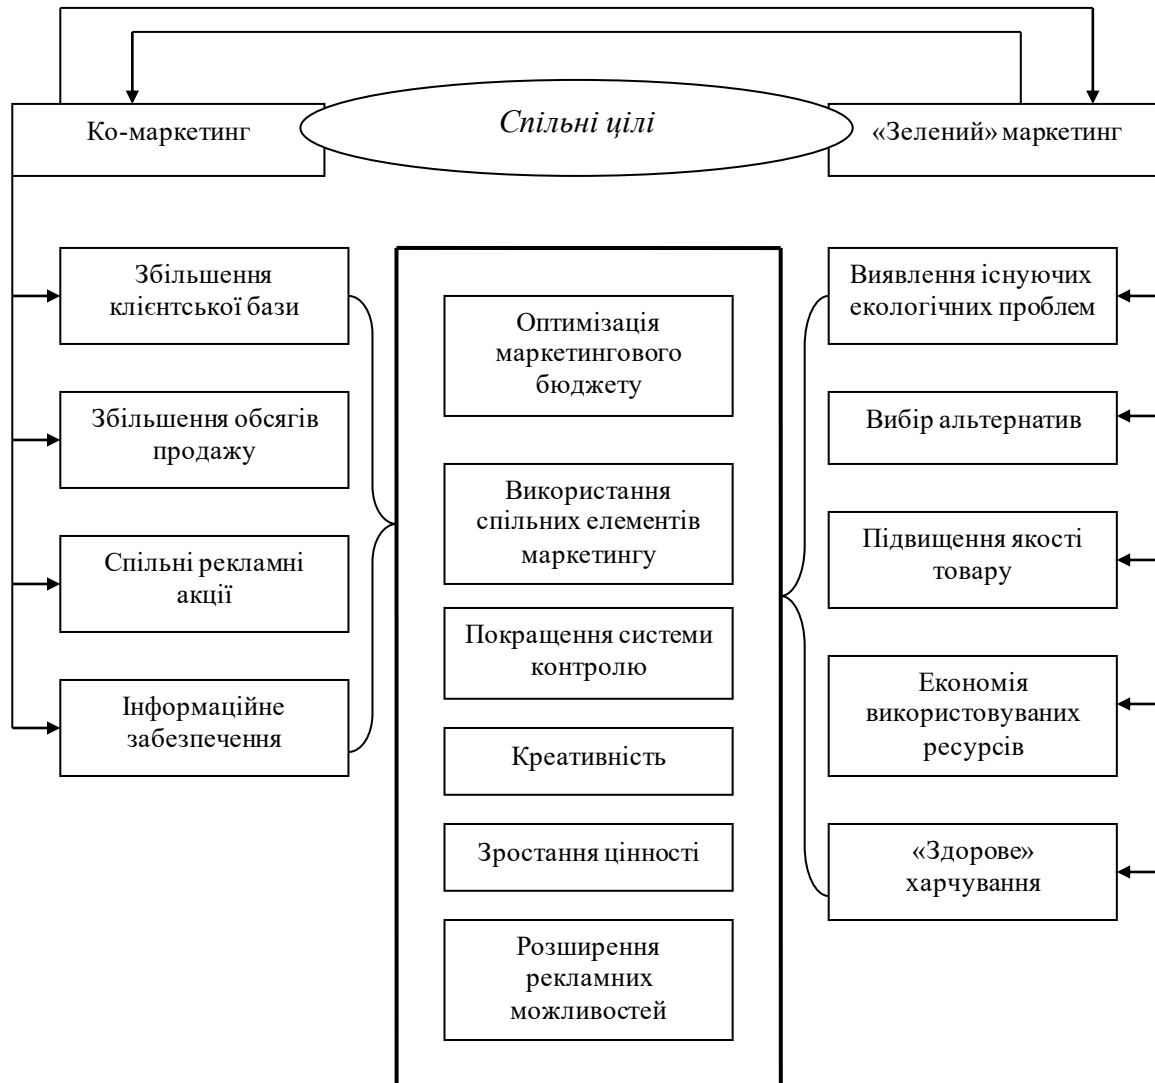 Ко-маркетинг
Спільні цілі
«Зелений» маркетинг
Збільшення
клієнтської бази
Збільшення обсягів
продажу
Спільні рекламні
акції
Інформаційне
забезпечення
Оптимізація
маркетингового
бюджету
Використання
спільних елементів
маркетингу
Покращення системи
контролю
Креативність
Зростання цінності
Розширення
рекламних
можливостей
Виявлення існуючих
екологічних проблем
Вибір альтернатив
Підвищення якості
товару
Економія
використовуваних
ресурсів
«Здорове»
харчування